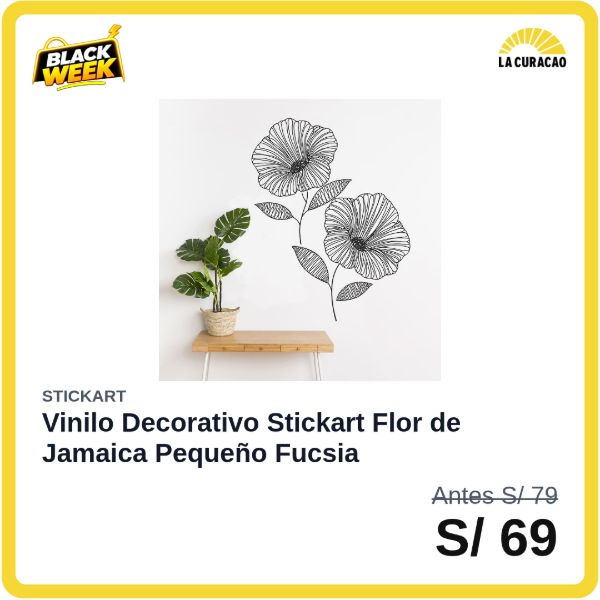 BLACK
WEEK
LA CURACAO
STICKART
Vinilo Decorativo Stickart Flor de
Jamaica Pequeño Fucsia
Antes S/ 79
S/ 69